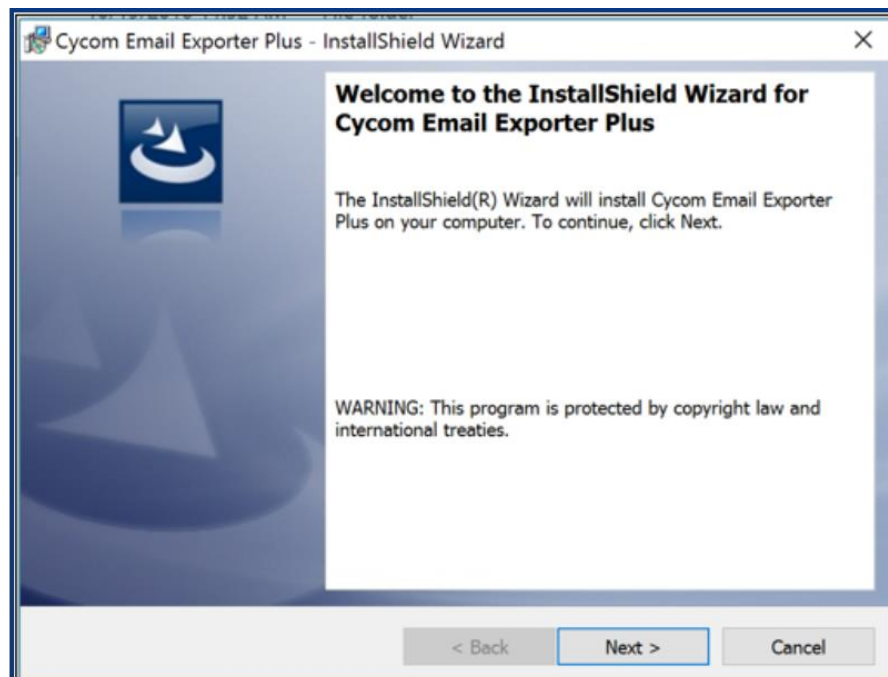 Cycom Email Exporter Plus - InstallShield Wizard
Welcome to the InstallShield Wizard for
Cycom Email Exporter Plus
The InstallShield(R) Wizard will install Cycom Email Exporter
Plus on your computer. To continue, click Next.
WARNING: This program is protected by copyright law and
international treaties.
< Back Next > Cancel